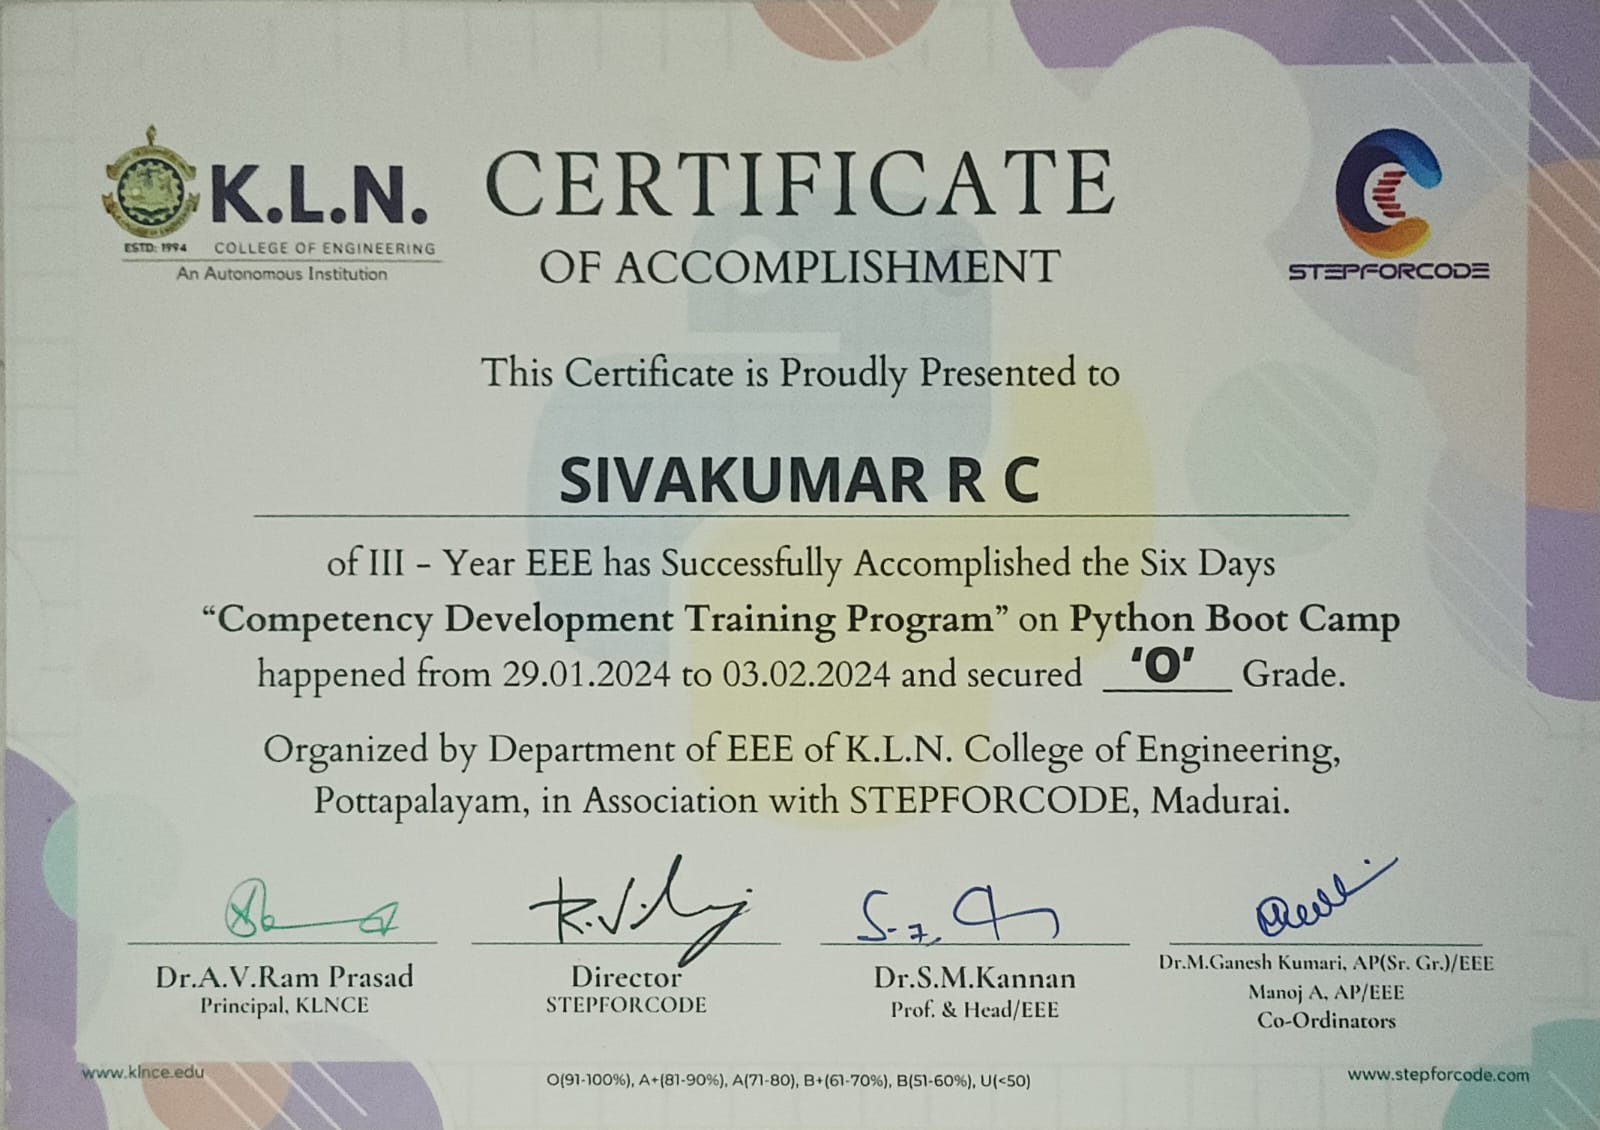 K.L.N.
ESTD: 1994 COLLEGE OF ENGINEERING
An Autonomous Institution
CERTIFICATE
OF ACCOMPLISHMENT
STEPFORCODE
This Certificate is Proudly Presented to
SIVAKUMAR R C
of III - Year EEE has Successfully Accomplished the Six Days
“Competency Development Training Program” on Python Boot Camp
happened from 29.01.2024 to 03.02.2024 and secured ‘O’ Grade.
Organized by Department of EEE of K.L.N. College of Engineering,
Pottapalayam, in Association with STEPFORCODE, Madurai.
Dr.A.V.Ram Prasad
Principal, KLNCE
Director
STEPFORCODE
Dr.S.M.Kannan
Prof. & Head/EEE
Dr.M.Ganesh Kumari, AP(Sr. Gr.)/EEE
Manoj A, AP/EEE
Co-Ordinators
www.klnce.edu
O(91-100%), A+(81-90%), A(71-80), B+(61-70%), B(51-60%), U(<50)
www.stepforcode.com